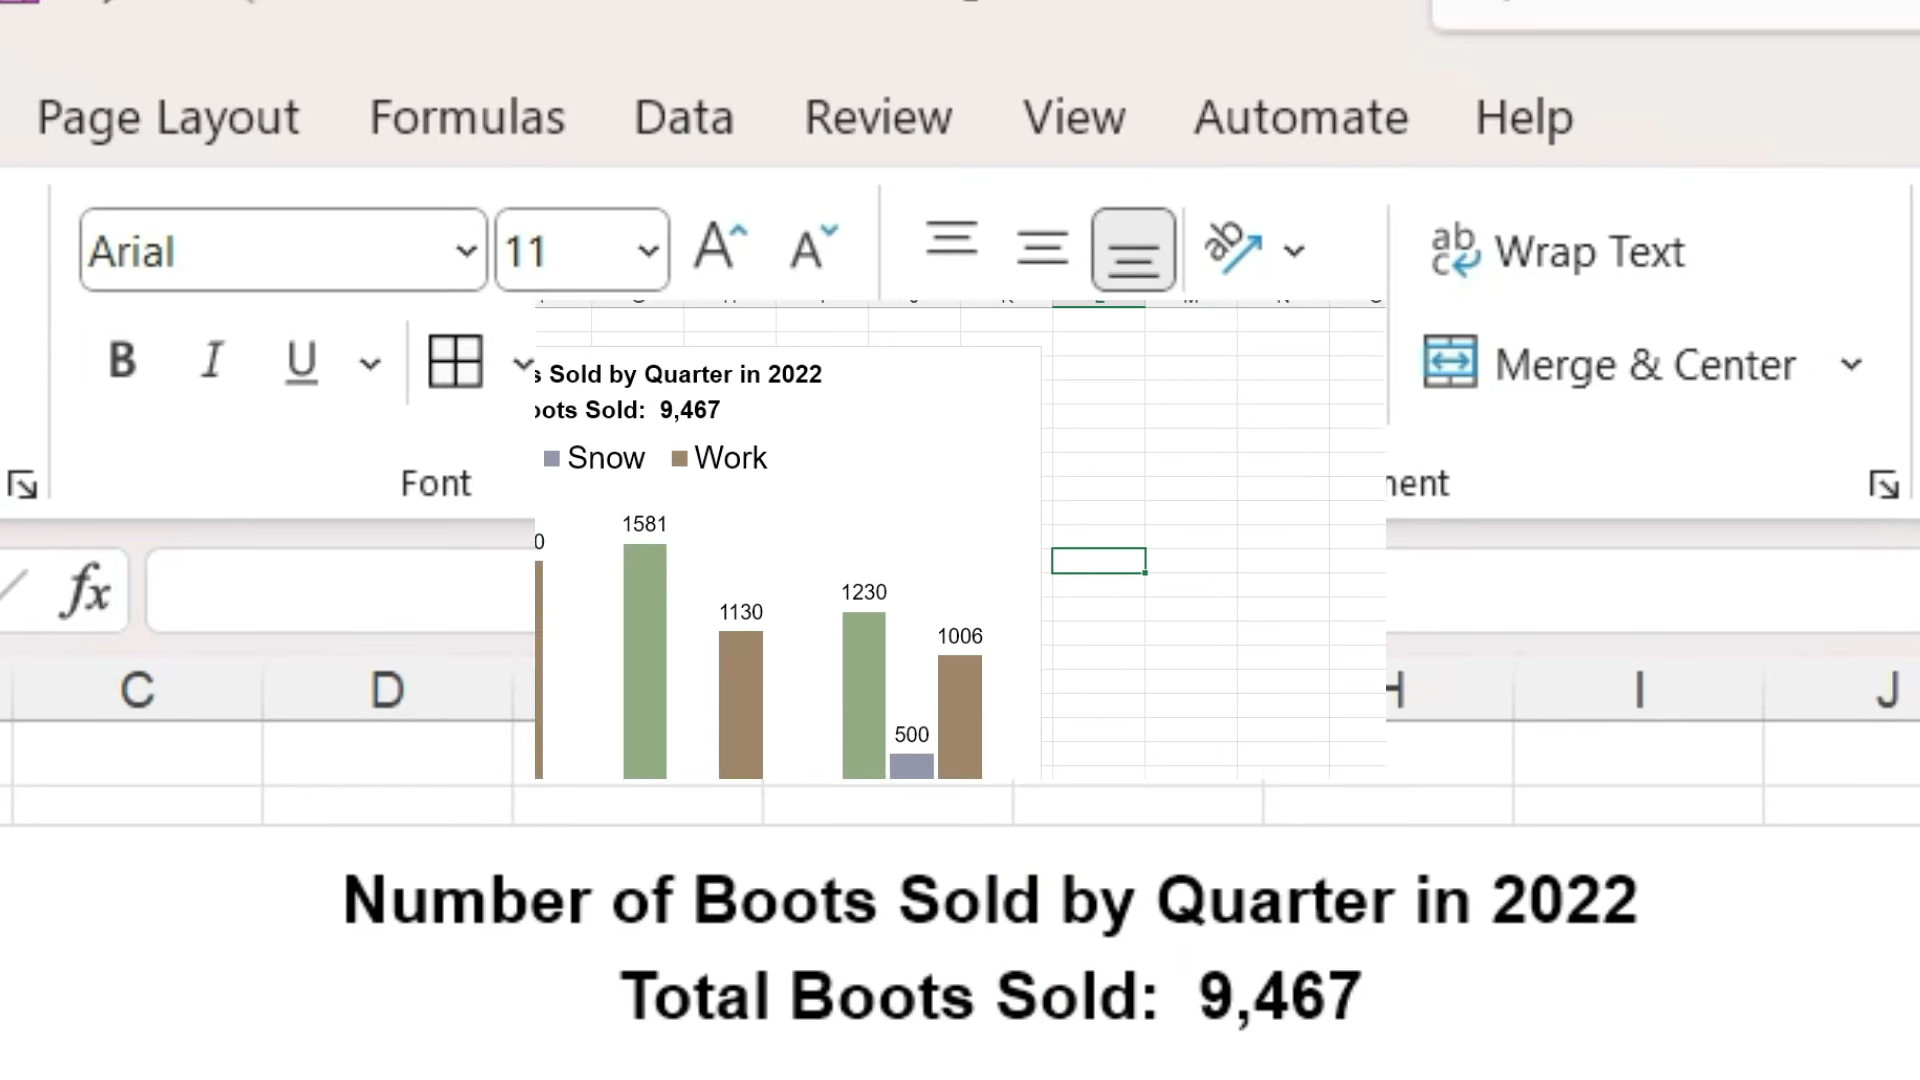 Page Layout Formulas Data Review View Automate Help
Arial 11 Wrap Text
B I U Merge & Center
Font
fx
C D H I J
Sold by Quarter in 2022
Sold: 9,467
Snow Work
1581
1130
1230
500
1006
Number of Boots Sold by Quarter in 2022
Total Boots Sold: 9,467